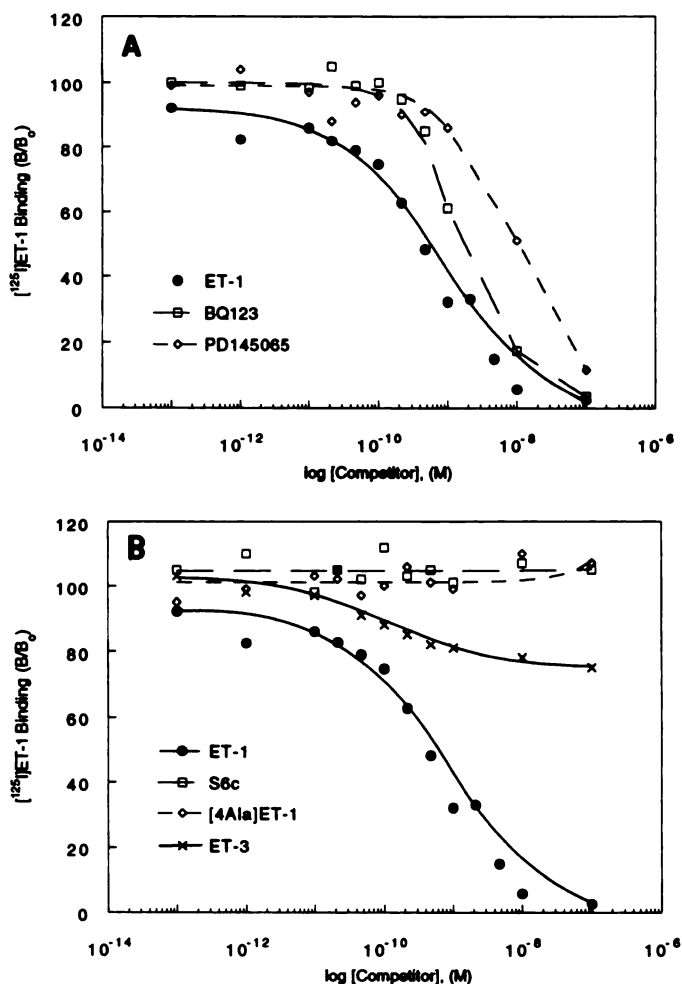 A
120
100
80
60
40
20
0
[125I]ET-1 Binding (B/Bo)
ET-1
BQ123
PD145065
10-14 10-12 10-10 10-8 10-6
log [Competitor], (M)
B
120
100
80
60
40
20
0
[125I]ET-1 Binding (B/Bo)
ET-1
S6c
[4Ala]ET-1
ET-3
10-14 10-12 10-10 10-8 10-6
log [Competitor], (M)